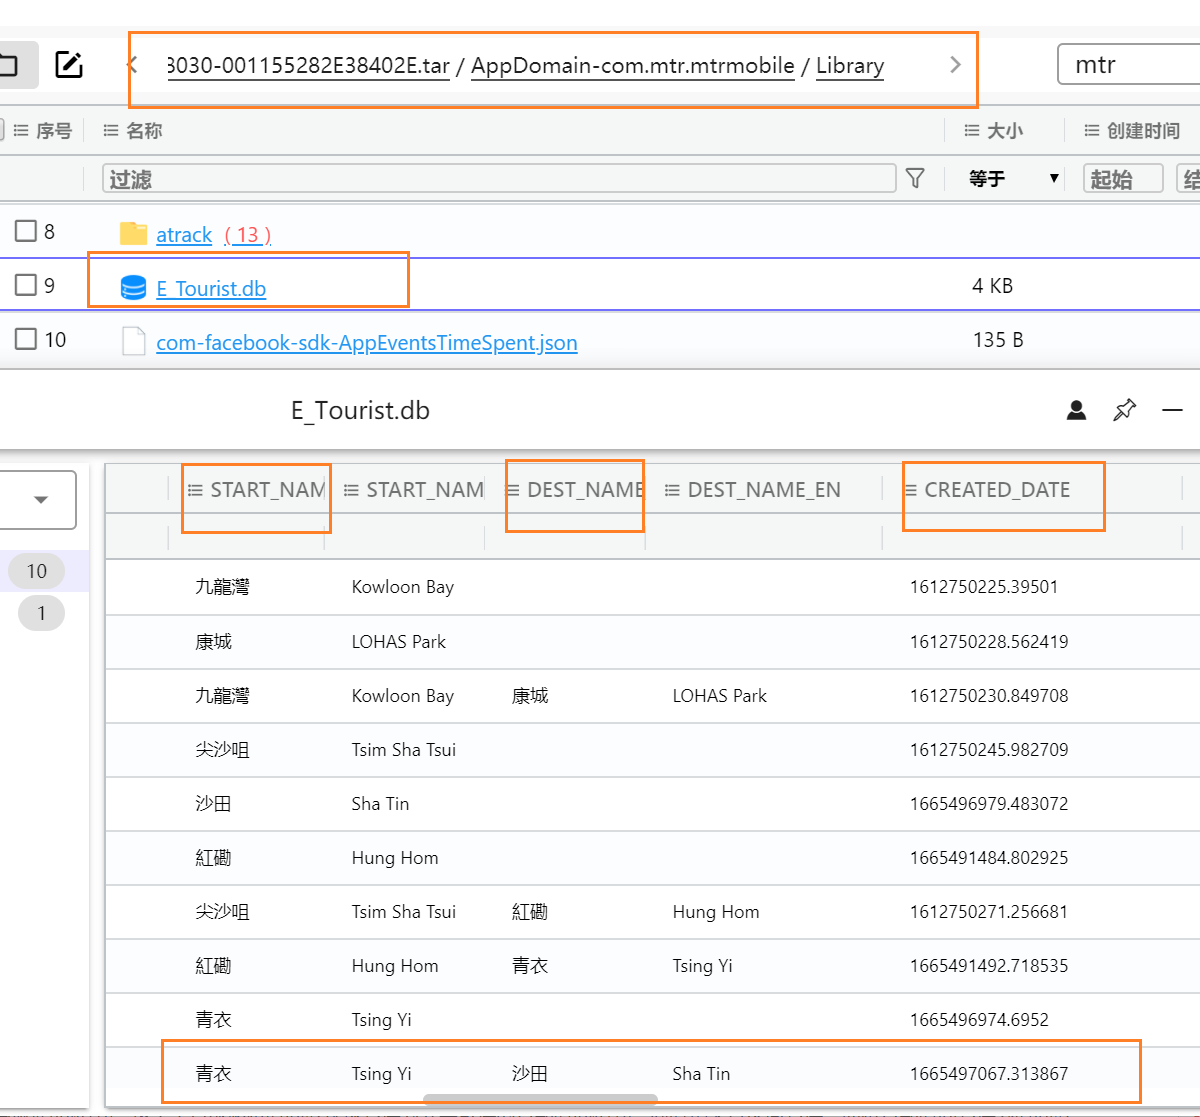 8030-001155282E38402E.tar / AppDomain-com.mtr.mtrmobile / Library
mtr
序号 名称 大小 创建时间
过滤 等于 起始 结
8 atrack ( 13 )
9 E_Tourist.db 4 KB
10 com-facebook-sdk-AppEventsTimeSpent.json 135 B
E_Tourist.db
START_NAM START_NAM DEST_NAME DEST_NAME_EN CREATED_DATE
10
1
九龍灣 Kowloon Bay 1612750225.39501
康城 LOHAS Park 1612750228.562419
九龍灣 Kowloon Bay 康城 LOHAS Park 1612750230.849708
尖沙咀 Tsim Sha Tsui 1612750245.982709
沙田 Sha Tin 1665496979.483072
紅磡 Hung Hom 1665491484.802925
尖沙咀 Tsim Sha Tsui 紅磡 Hung Hom 1612750271.256681
紅磡 Hung Hom 青衣 Tsing Yi 1665491492.718535
青衣 Tsing Yi 1665496974.6952
青衣 Tsing Yi 沙田 Sha Tin 1665497067.313867